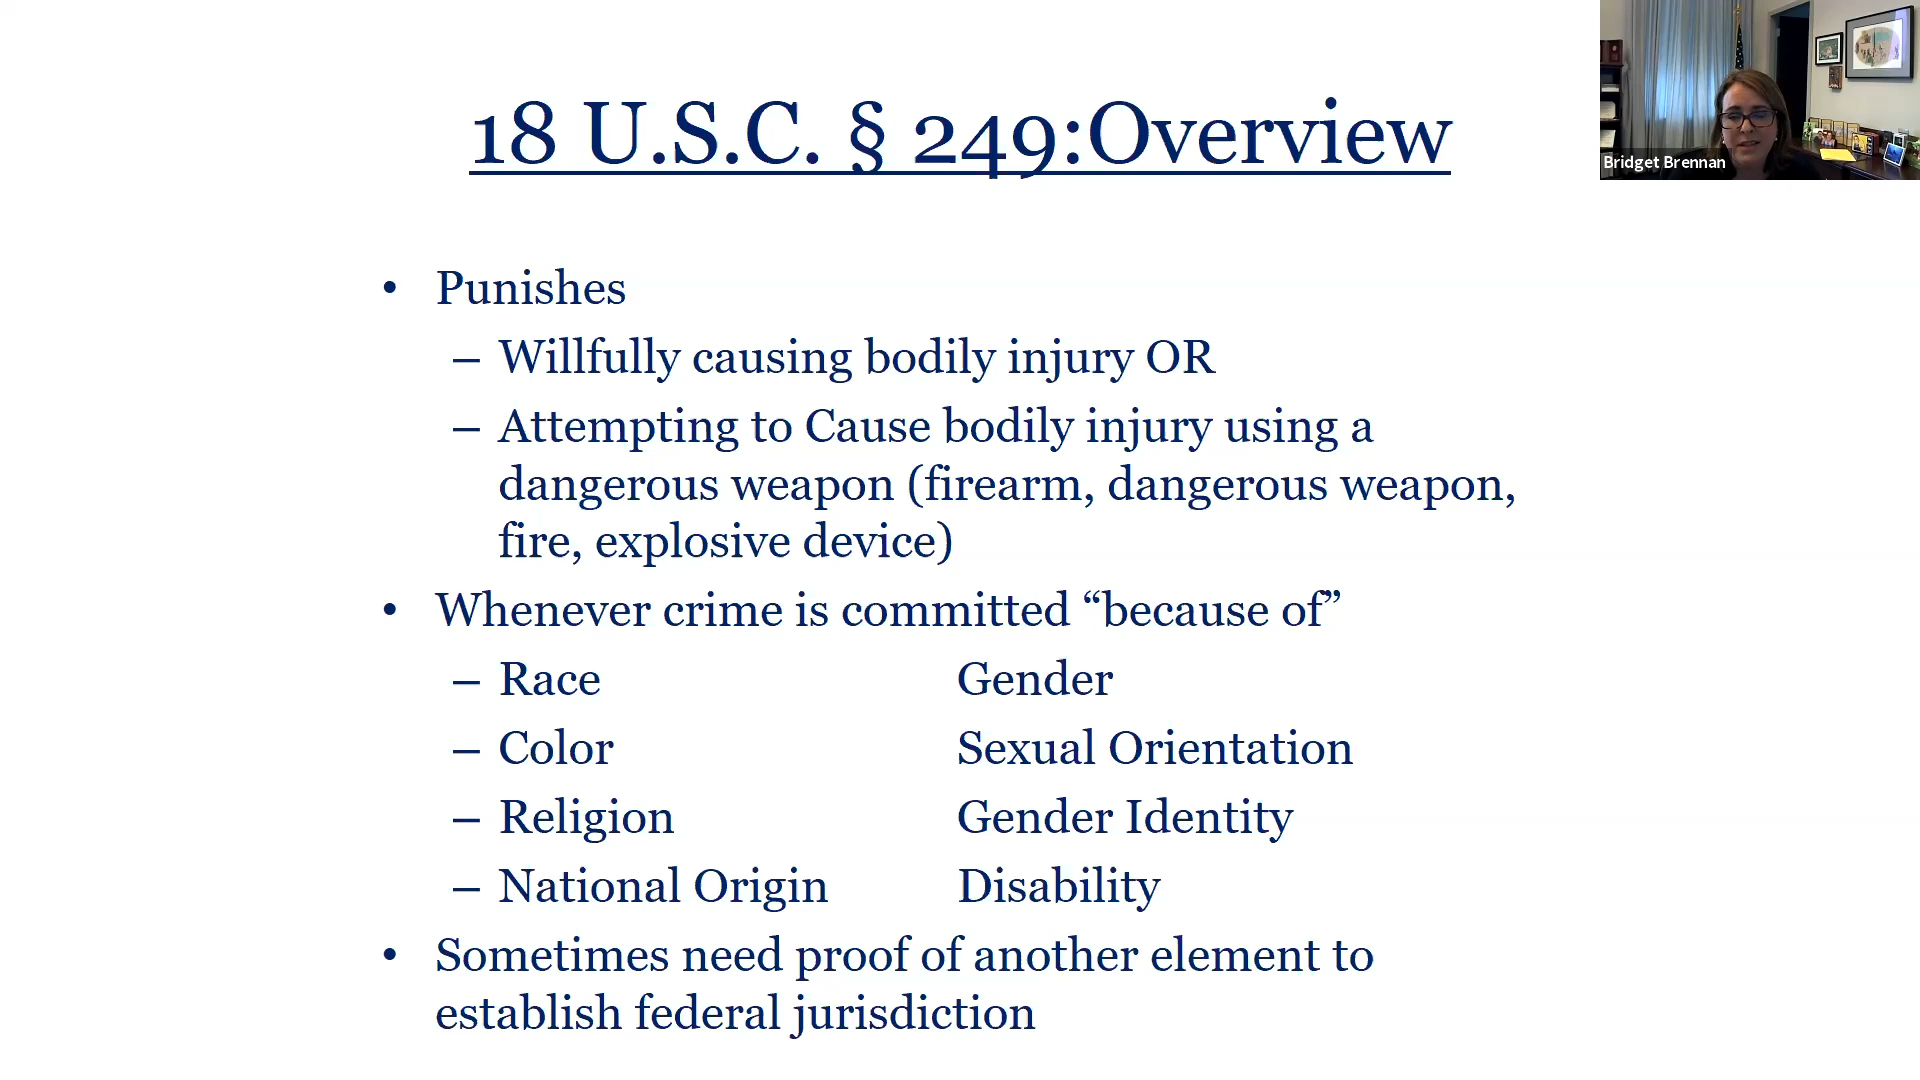 18 U.S.C. § 249:Overview
Bridget Brennan
• Punishes
– Willfully causing bodily injury OR
– Attempting to Cause bodily injury using a
dangerous weapon (firearm, dangerous weapon,
fire, explosive device)
• Whenever crime is committed “because of”
– Race Gender
– Color Sexual Orientation
– Religion Gender Identity
– National Origin Disability
• Sometimes need proof of another element to
establish federal jurisdiction